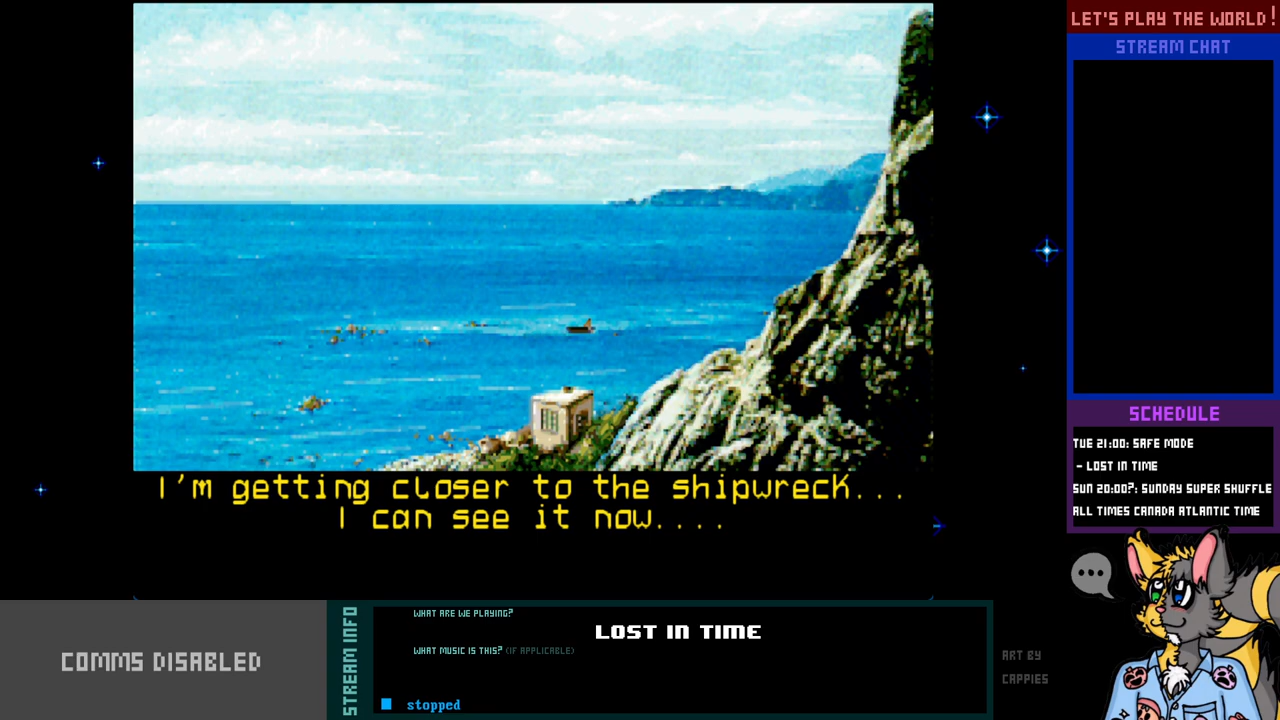 LET'S PLAY THE WORLD!
STREAM CHAT
I'm getting closer to the shipwreck...
I can see it now....
SCHEDULE
TUE 21:00: SAFE MODE
- LOST IN TIME
SUN 20:00?: SUNDAY SUPER SHUFFLE
ALL TIMES CANADA ATLANTIC TIME
COMMS DISABLED
STREAM INFO
WHAT ARE WE PLAYING?
LOST IN TIME
WHAT MUSIC IS THIS? (IF APPLICABLE)
stopped
ART BY
CAPPIES